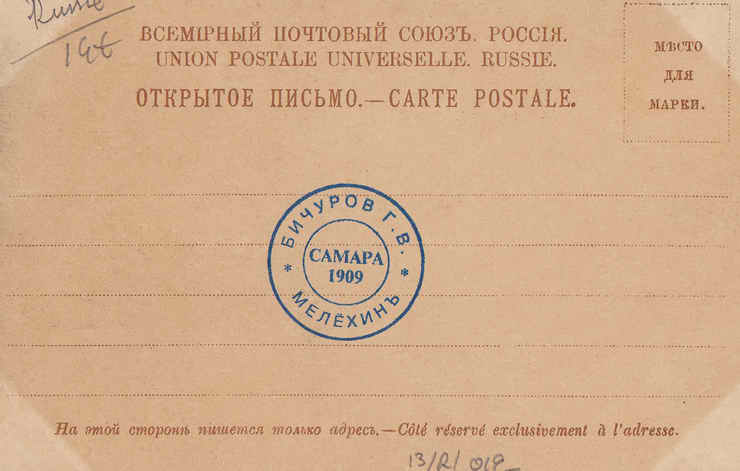 Russie
ВСЕМІРНЫЙ ПОЧТОВЫЙ СОЮЗЪ. РОССІЯ.
UNION POSTALE UNIVERSELLE. RUSSIE.
ОТКРЫТОЕ ПИСЬМО.—CARTE POSTALE.
МѢСТО
ДЛЯ
МАРКИ.
БИЧУРОВ Г. В.
САМАРА
1909
* МЕЛЁХИНЪ *
На этой сторонѣ пишется только адресъ.—Côté réservé exclusivement à l'adresse.